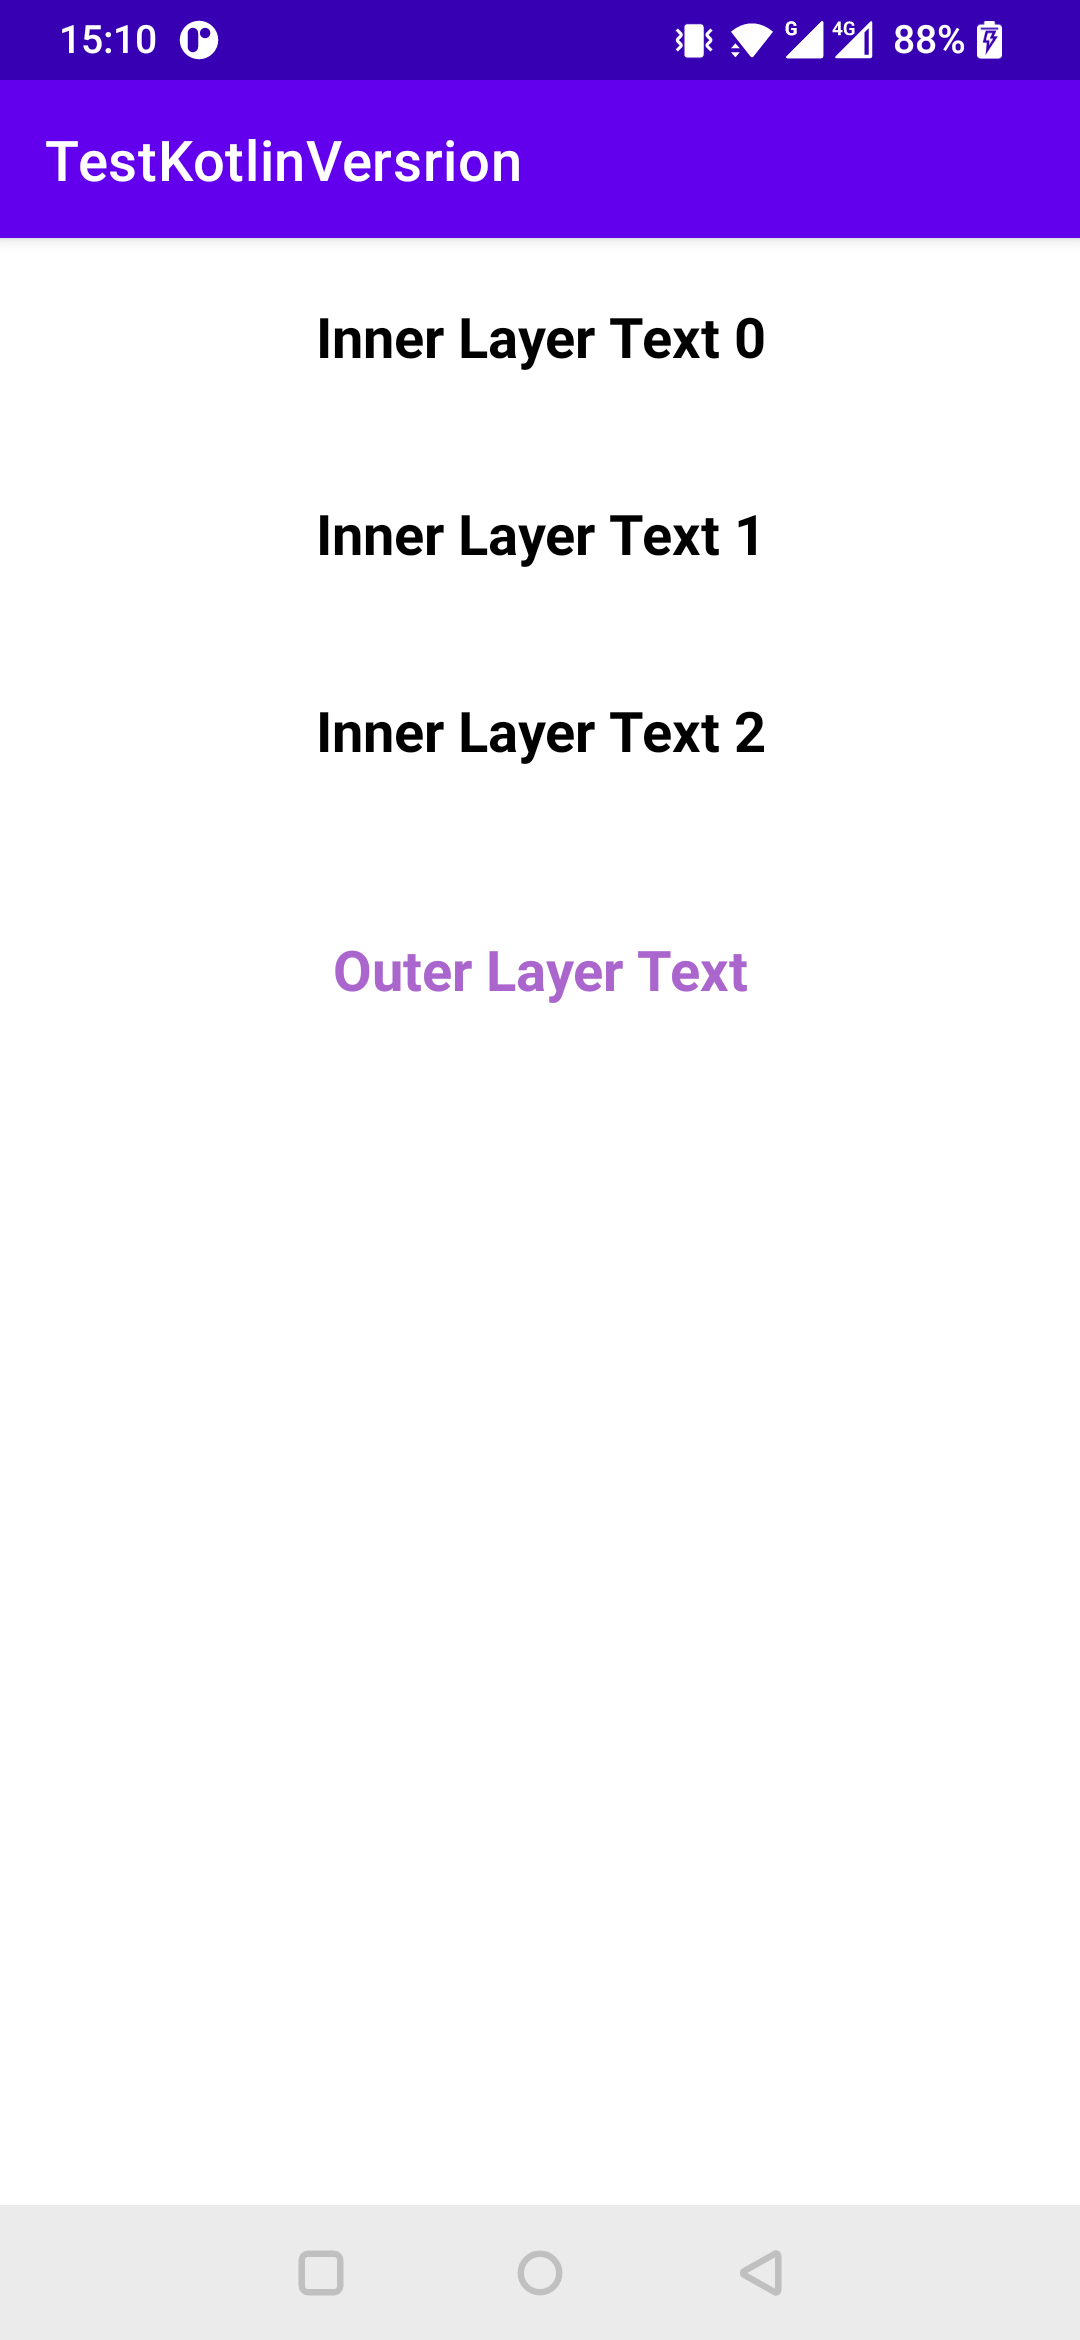 15:10 G 4G 88%
TestKotlinVersrion
Inner Layer Text 0
Inner Layer Text 1
Inner Layer Text 2
Outer Layer Text